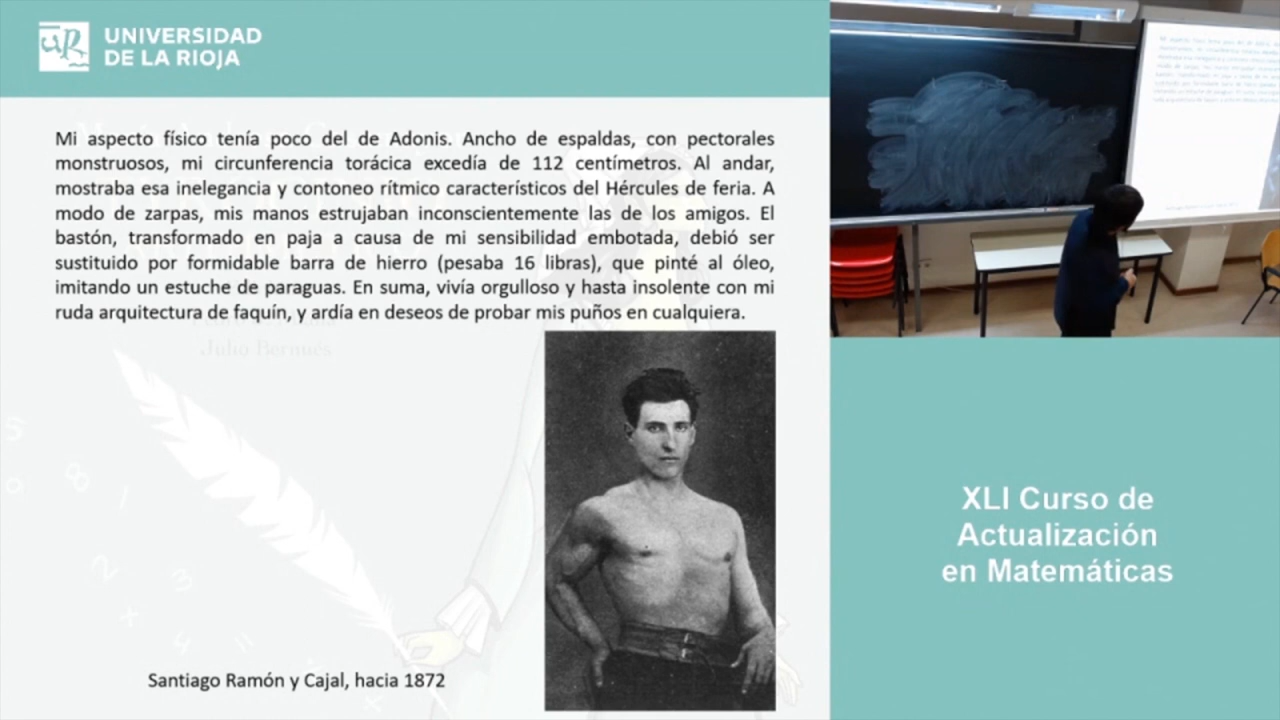 UNIVERSIDAD
DE LA RIOJA
Mi aspecto físico tenía poco del de Adonis. Ancho de espaldas, con pectorales
monstruosos, mi circunferencia torácica excedía de 112 centímetros. Al andar,
mostraba esa inelegancia y contoneo rítmico característicos del Hércules de feria. A
modo de zarpas, mis manos estrujaban inconscientemente las de los amigos. El
bastón, transformado en paja a causa de mi sensibilidad embotada, debió ser
sustituido por formidable barra de hierro (pesaba 16 libras), que pinté al óleo,
imitando un estuche de paraguas. En suma, vivía orgulloso y hasta insolente con mi
ruda arquitectura de faquín, y ardía en deseos de probar mis puños en cualquiera.
Julio Bernués
Santiago Ramón y Cajal, hacia 1872
XLI Curso de
Actualización
en Matemáticas